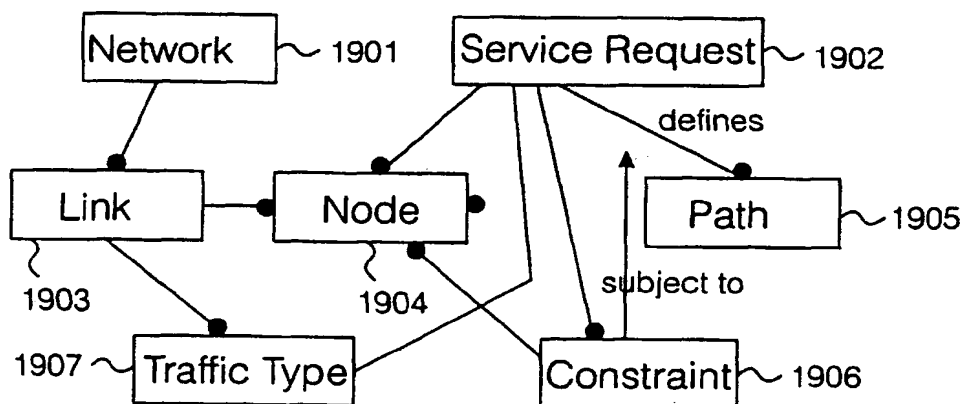 Network
1901
Service Request
1902
defines
Link
Node
Path
1905
1903
1904
subject to
1907
Traffic Type
Constraint
1906